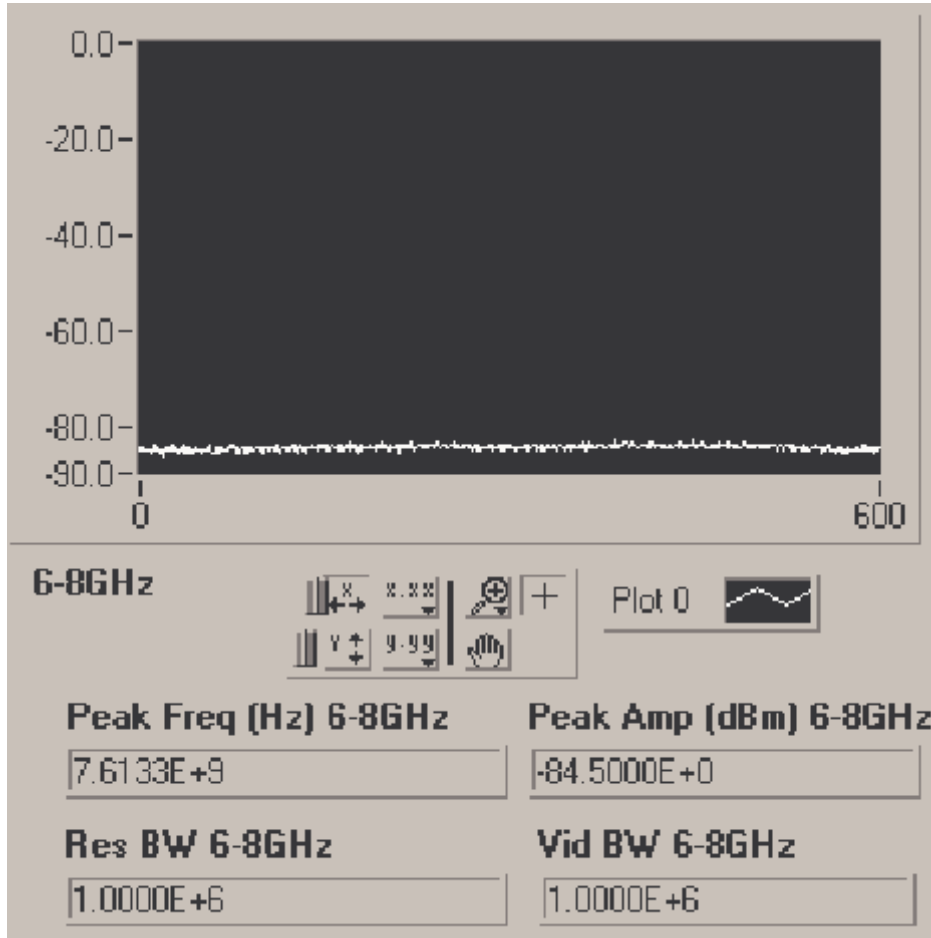 0.0
-20.0
-40.0
-60.0
-80.0
-90.0
0 600
6-8GHz
X x.xx
Y y.yy
Plot 0
Peak Freq (Hz) 6-8GHz Peak Amp (dBm) 6-8GHz
7.6133E+9 -84.5000E+0
Res BW 6-8GHz Vid BW 6-8GHz
1.0000E+6 1.0000E+6